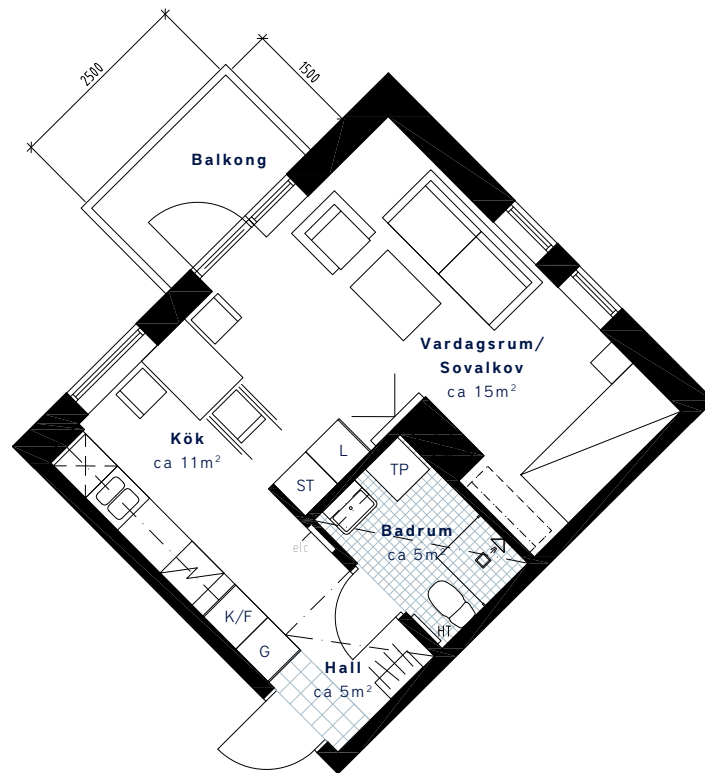 2500
1500
Balkong
Vardagsrum/
Sovalkov
ca 15m²
Kök
ca 11m²
L
ST
TP
elc
Badrum
ca 5m²
K/F
G
HT
Hall
ca 5m²